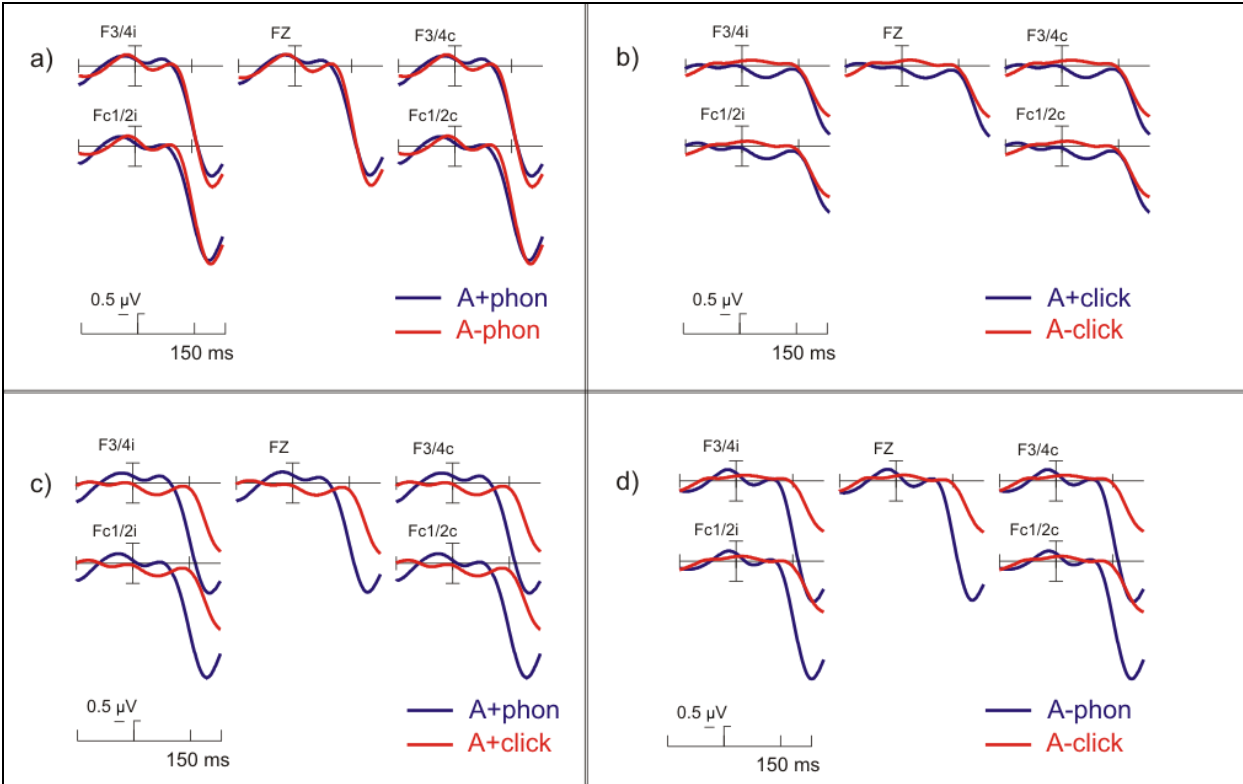 a)
F3/4i FZ F3/4c
Fc1/2i Fc1/2c
0.5 µV
150 ms
A+phon
A-phon
b)
F3/4i FZ F3/4c
Fc1/2i Fc1/2c
0.5 µV
150 ms
A+click
A-click
c)
F3/4i FZ F3/4c
Fc1/2i Fc1/2c
0.5 µV
150 ms
A+phon
A+click
d)
F3/4i FZ F3/4c
Fc1/2i Fc1/2c
0.5 µV
150 ms
A-phon
A-click